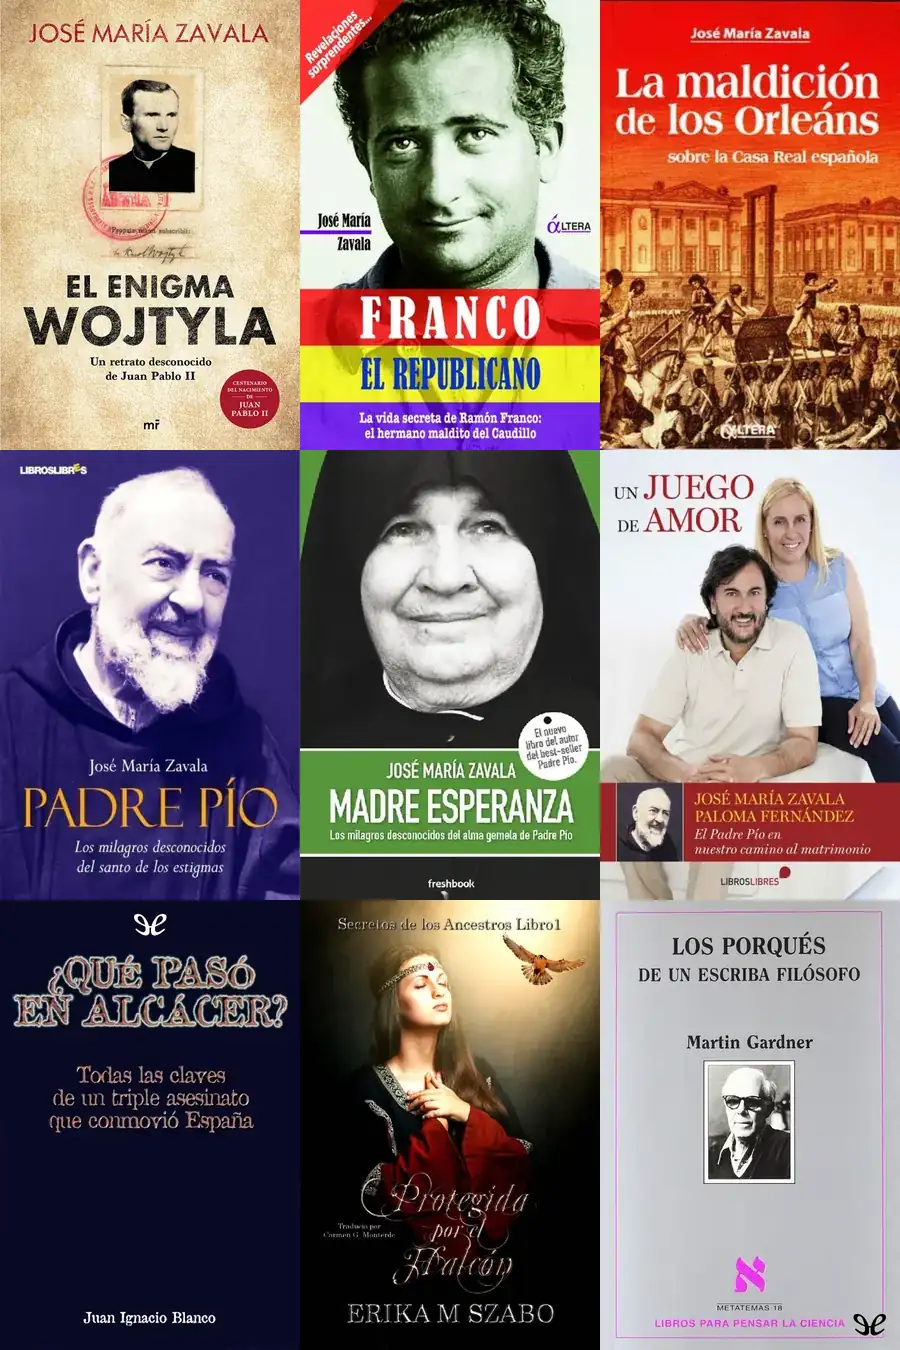 JOSÉ MARÍA ZAVALA
EL ENIGMA
WOJTYLA
Un retrato desconocido
de Juan Pablo II
CENTENARIO
DEL NACIMIENTO
DE
JUAN
PABLO II
mr
Revelaciones
sorprendentes...
José María
Zavala
áLTERA
FRANCO
EL REPUBLICANO
La vida secreta de Ramón Franco:
el hermano maldito del Caudillo
José María Zavala
La maldición
de los Orleáns
sobre la Casa Real española
áLTERA
LIBROSLIBRES
José María Zavala
PADRE PÍO
Los milagros desconocidos
del santo de los estigmas
El nuevo
libro del autor
del best-seller
Padre Pío.
JOSÉ MARÍA ZAVALA
MADRE ESPERANZA
Los milagros desconocidos del alma gemela de Padre Pío
freshbook
UN JUEGO
DE AMOR
JOSÉ MARÍA ZAVALA
PALOMA FERNÁNDEZ
El Padre Pío en
nuestro camino al matrimonio
LIBROSLIBRES
¿QUÉ PASÓ
EN ALCÁCER?
Todas las claves
de un triple asesinato
que conmovió España
Juan Ignacio Blanco
Secretos de los Ancestros Libro1
Protegida
por el
Halcón
Traducio por
Carmen G. Monterde
ERIKA M SZABO
LOS PORQUÉS
DE UN ESCRIBA FILÓSOFO
Martin Gardner
METATEMAS 18
LIBROS PARA PENSAR LA CIENCIA